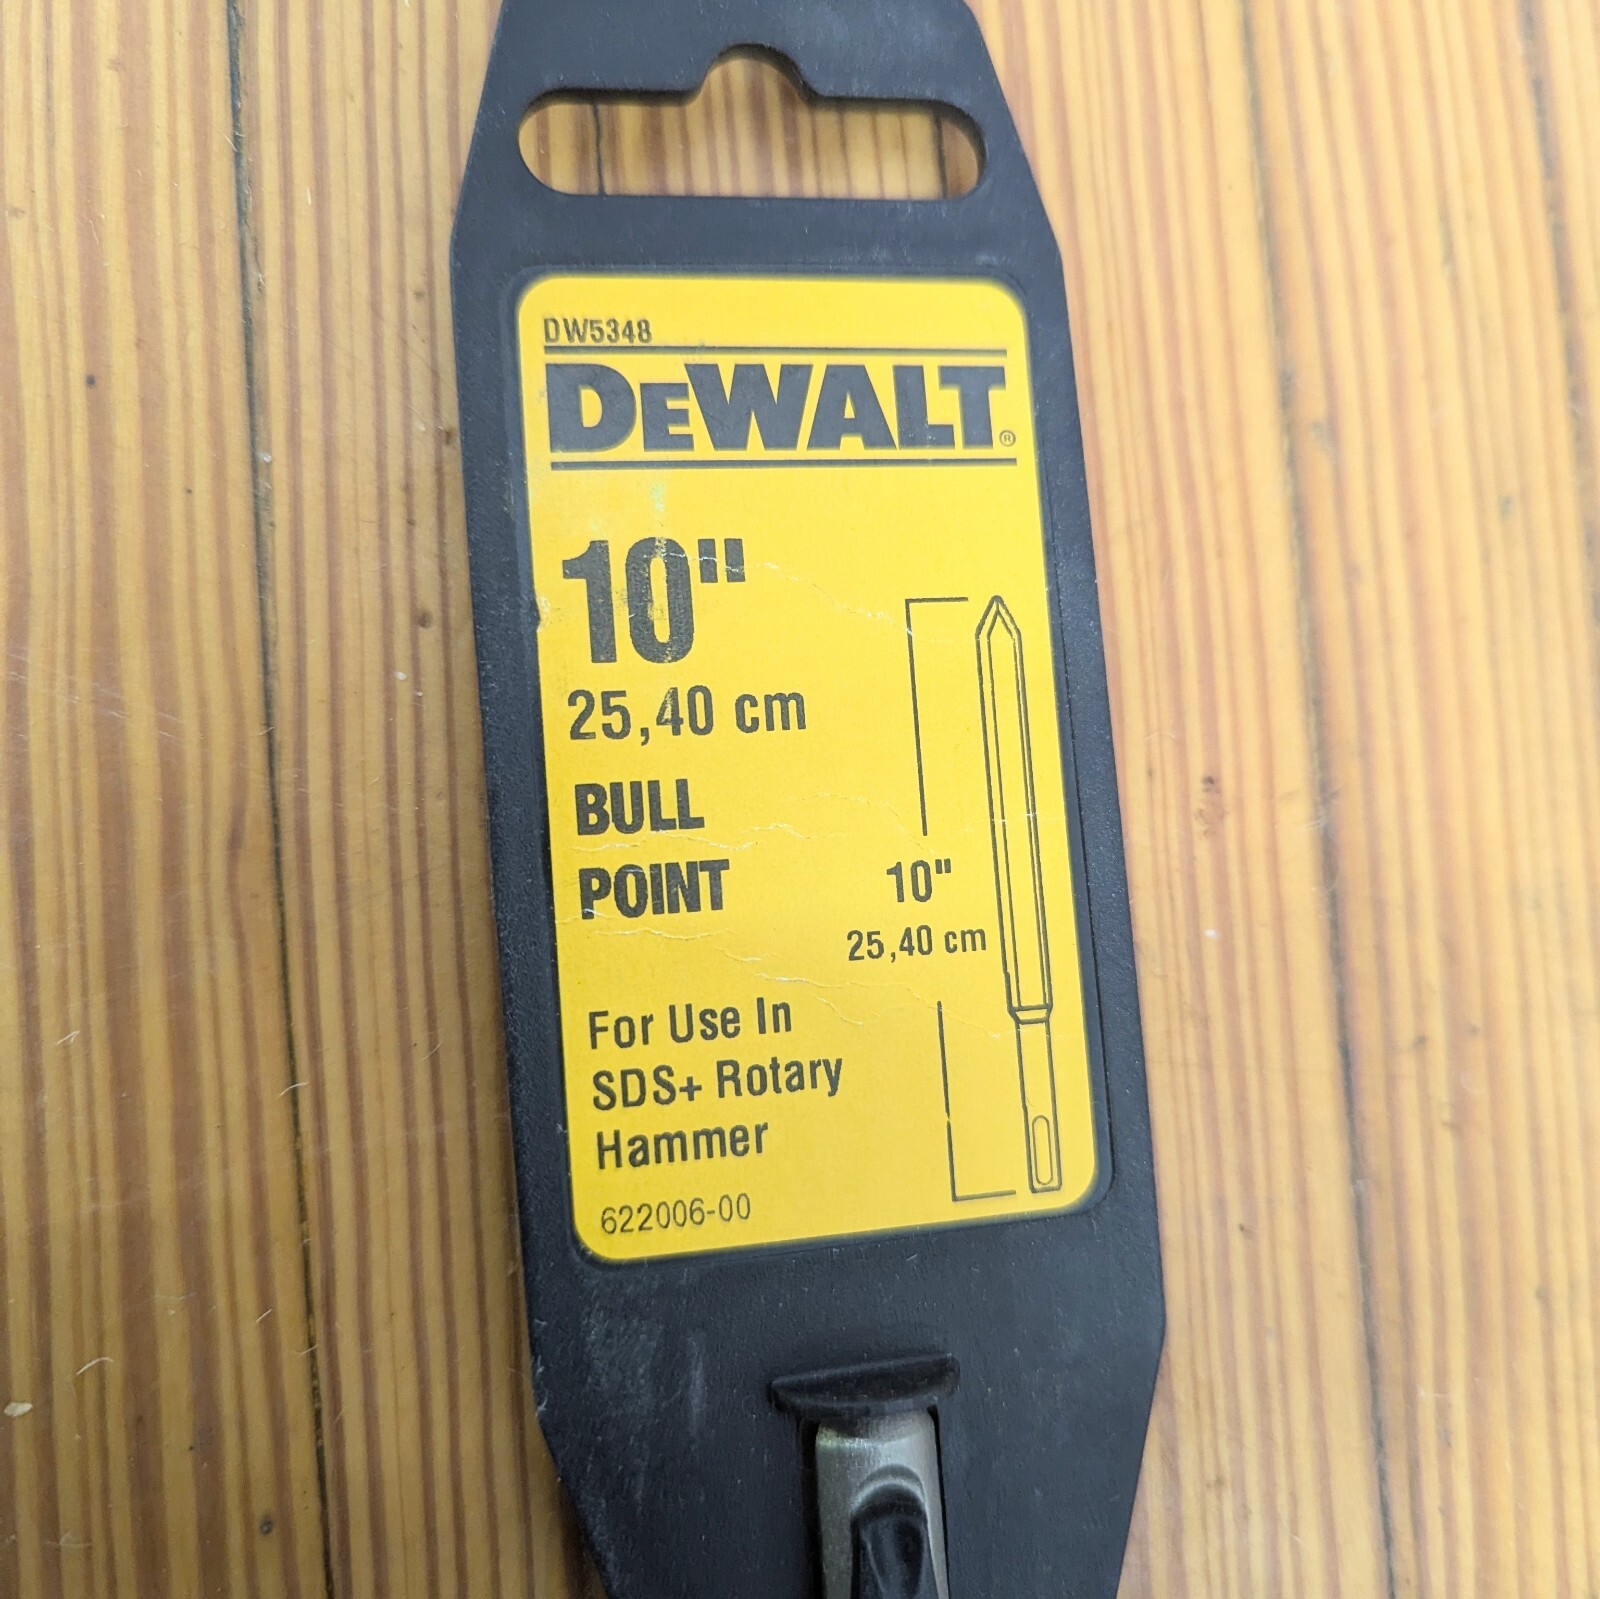 DW5348
DEWALT®
10"
25,40 cm
BULL
POINT
10"
25,40 cm
For Use In
SDS+ Rotary
Hammer
622006-00